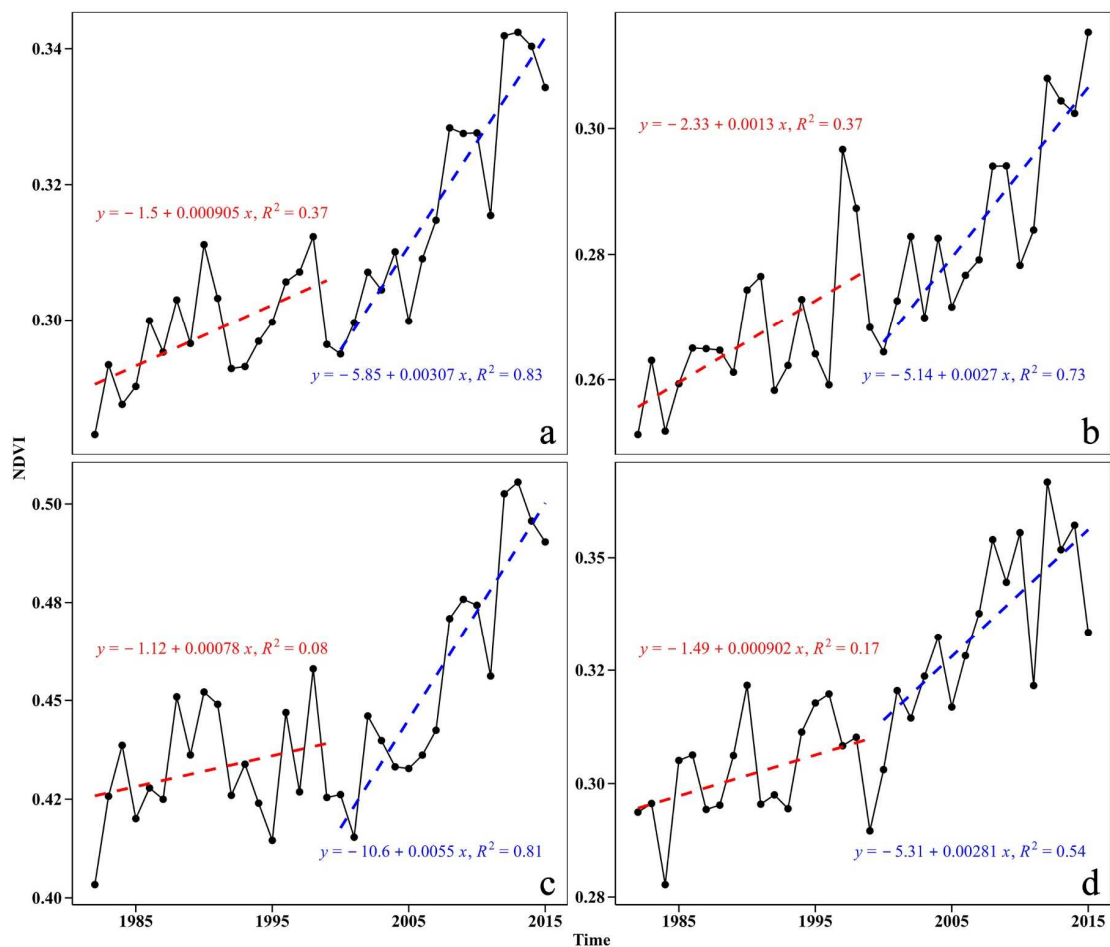 0.34
0.32
0.30
y = − 1.5 + 0.000905 x, R² = 0.37
y = − 5.85 + 0.00307 x, R² = 0.83
a
0.30
0.28
0.26
y = − 2.33 + 0.0013 x, R² = 0.37
y = − 5.14 + 0.0027 x, R² = 0.73
b
NDVI
0.50
0.48
0.45
0.42
0.40
y = − 1.12 + 0.00078 x, R² = 0.08
y = − 10.6 + 0.0055 x, R² = 0.81
c
1985 1995 2005 2015
0.35
0.32
0.30
0.28
y = − 1.49 + 0.000902 x, R² = 0.17
y = − 5.31 + 0.00281 x, R² = 0.54
d
1985 1995 2005 2015
Time